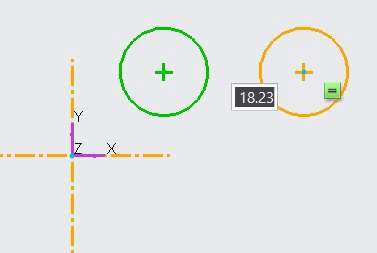 18.23
=
Y
Z X